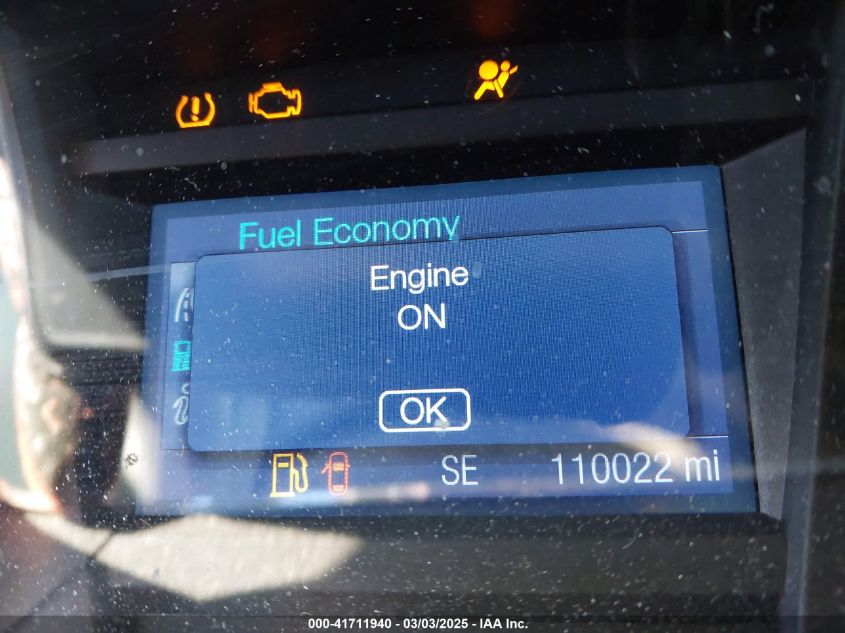 Fuel Economy
Engine
ON
OK
SE 110022 mi
000-41711940 - 03/03/2025 - IAA Inc.